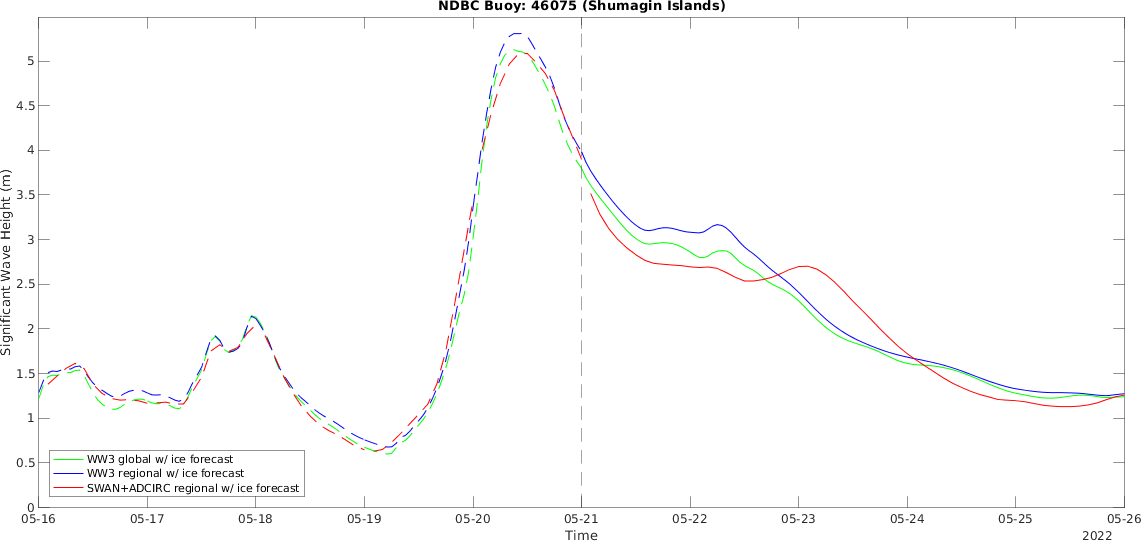 NDBC Buoy: 46075 (Shumagin Islands)
Significant Wave Height (m)
5
4.5
4
3.5
3
2.5
2
1.5
1
0.5
0
WW3 global w/ ice forecast
WW3 regional w/ ice forecast
SWAN+ADCIRC regional w/ ice forecast
05-16 05-17 05-18 05-19 05-20 05-21 05-22 05-23 05-24 05-25 05-26
Time
2022